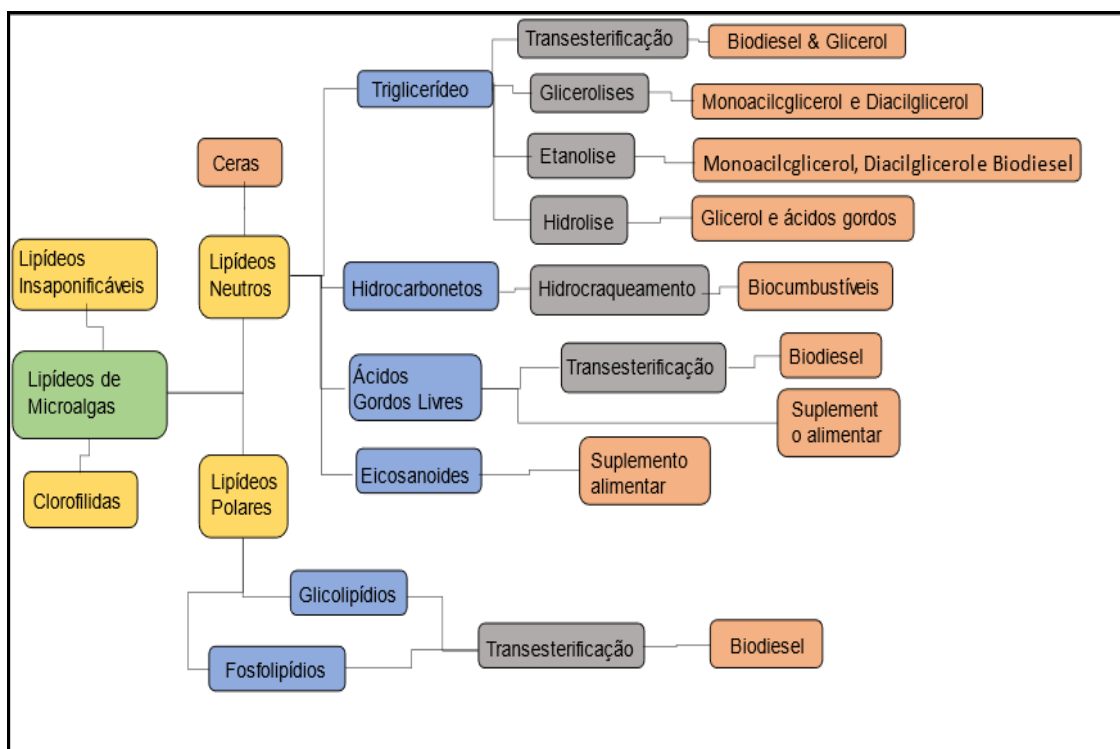 Transesterificação
Biodiesel & Glicerol
Triglicerídeo
Glicerolises
Monoacilcglicerol e Diacilglicerol
Ceras
Etanolise
Monoacilcglicerol, Diacilglicerol e Biodiesel
Hidrolise
Glicerol e ácidos gordos
Lipídeos
Insaponificáveis
Lipídeos
Neutros
Hidrocarbonetos
Hidrocraqueamento
Biocumbustíveis
Lipídeos de
Microalgas
Ácidos
Gordos Livres
Transesterificação
Biodiesel
Suplement
o alimentar
Eicosanoides
Suplemento
alimentar
Clorofilidas
Lipídeos
Polares
Glicolipídios
Fosfolipídios
Transesterificação
Biodiesel